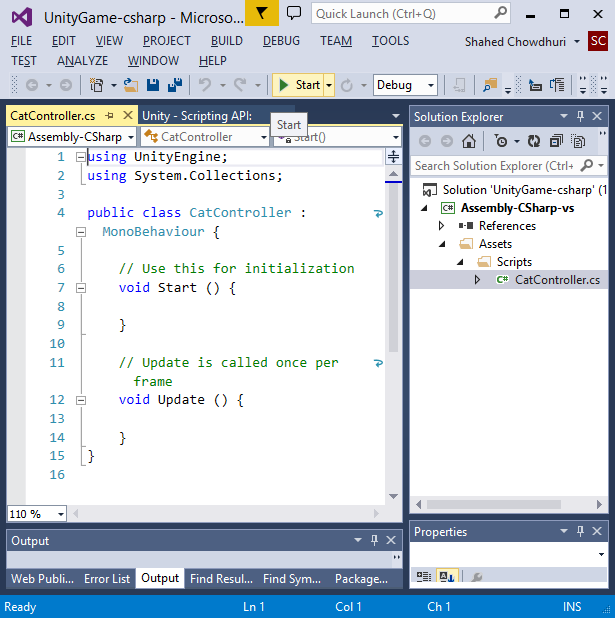 UnityGame-csharp - Microso...
Quick Launch (Ctrl+Q)
FILE EDIT VIEW PROJECT BUILD DEBUG TEAM TOOLS
Shahed Chowdhuri SC
TEST ANALYZE WINDOW HELP
Start Debug
CatController.cs Unity - Scripting API:
Start
Assembly-CSharp CatController Start()
1 using UnityEngine;
2 using System.Collections;
3
4 public class CatController :
MonoBehaviour {
5
6 // Use this for initialization
7 void Start () {
8
9 }
10
11 // Update is called once per
frame
12 void Update () {
13
14 }
15 }
16
110 %
Solution Explorer
Search Solution Explorer (Ctrl+
Solution 'UnityGame-csharp' (1
C# Assembly-CSharp-vs
References
Assets
Scripts
C# CatController.cs
Output
Web Publi... Error List Output Find Resul... Find Sym... Package...
Properties
Ready Ln 1 Col 1 Ch 1 INS